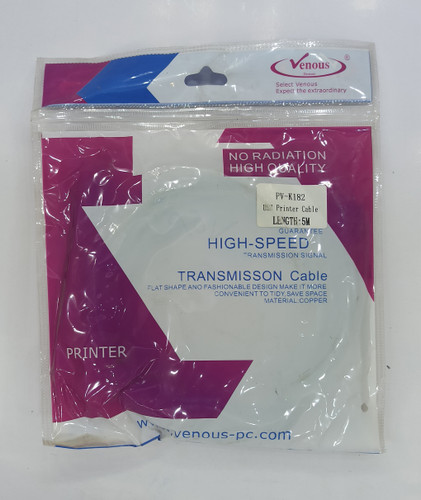 Venous
®
Select Venous
Expect the extraordinary
NO RADIATION
HIGH QUALITY
PV-K182
Printer Cable
LENGTH:5M
GUARANTEE
HIGH-SPEED
TRANSMISSION SIGNAL
TRANSMISSON Cable
FLAT SHAPE AND FASHIONABLE DESIGN MAKE IT MORE
CONVENIENT TO TIDY,SAVE SPACE
MATERIAL:COPPER
PRINTER
www.venous-pc.com